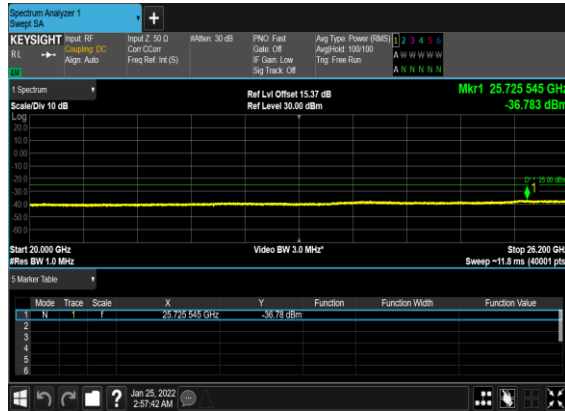 Spectrum Analyzer 1
Swept SA
+
KEYSIGHT Input: RF Input Z: 50 Ω #Atten: 30 dB PNO: Fast Avg Type: Power (RMS) 1 2 3 4 5 6
RL Coupling: DC Corr CCorr Gate: Off Avg|Hold: 100/100 A W W W W W
Align: Auto Freq Ref: Int (S) IF Gain: Low Trig: Free Run
LW Sig Track: Off A N N N N N
1 Spectrum Ref Lvl Offset 15.37 dB Mkr1 25.725 545 GHz
Scale/Div 10 dB Ref Level 30.00 dBm -36.783 dBm
Log
20.0
10.0
0.00
-10.0
-20.0
-30.0
-40.0
-50.0
-60.0
1
Start 20.000 GHz Video BW 3.0 MHz* Stop 26.200 GHz
#Res BW 1.0 MHz Sweep ~11.8 ms (40001 pts)
5 Marker Table
Mode Trace Scale X Y Function Function Width Function Value
1 N 1 f 25.725 545 GHz -36.78 dBm
2
3
4
5
6
? Jan 25, 2022
2:57:42 AM